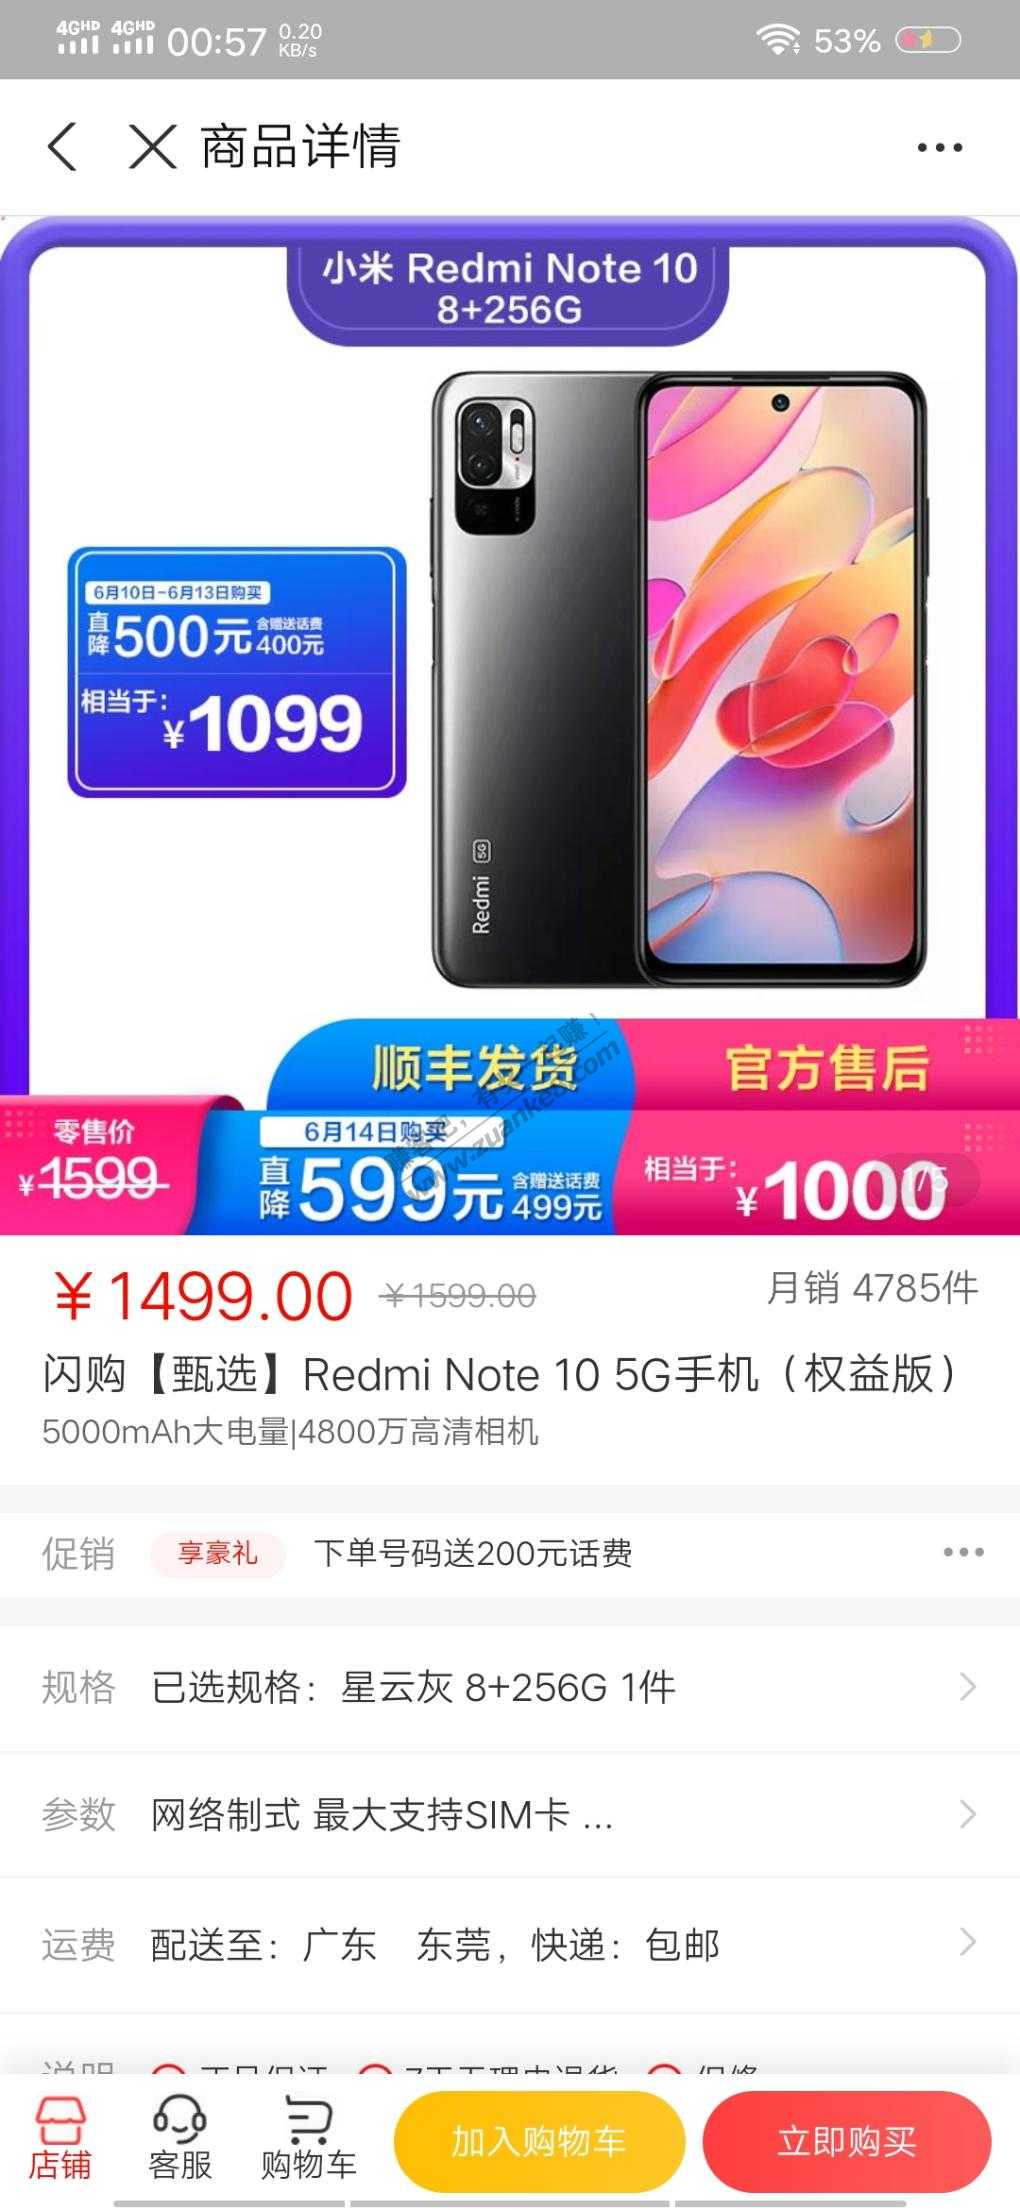 4GHD 4GHD 00:57 0.20 KB/s 53%
商品详情
小米 Redmi Note 10
8+256G
6月10日-6月13日购买
直降500元 含赠送话费400元
相当于:
¥1099
Redmi 5G
顺丰发货 官方售后
零售价
¥1599
6月14日购买
直降599元 含赠送话费499元
相当于:
¥1000
1/5
www.zuanke8.com
¥1499.00 ¥1599.00 月销 4785件
闪购【甄选】Redmi Note 10 5G手机（权益版）
5000mAh大电量|4800万高清相机
促销 享豪礼 下单号码送200元话费
规格 已选规格：星云灰 8+256G 1件
参数 网络制式 最大支持SIM卡 ...
运费 配送至：广东 东莞，快递：包邮
店铺 客服 购物车 加入购物车 立即购买